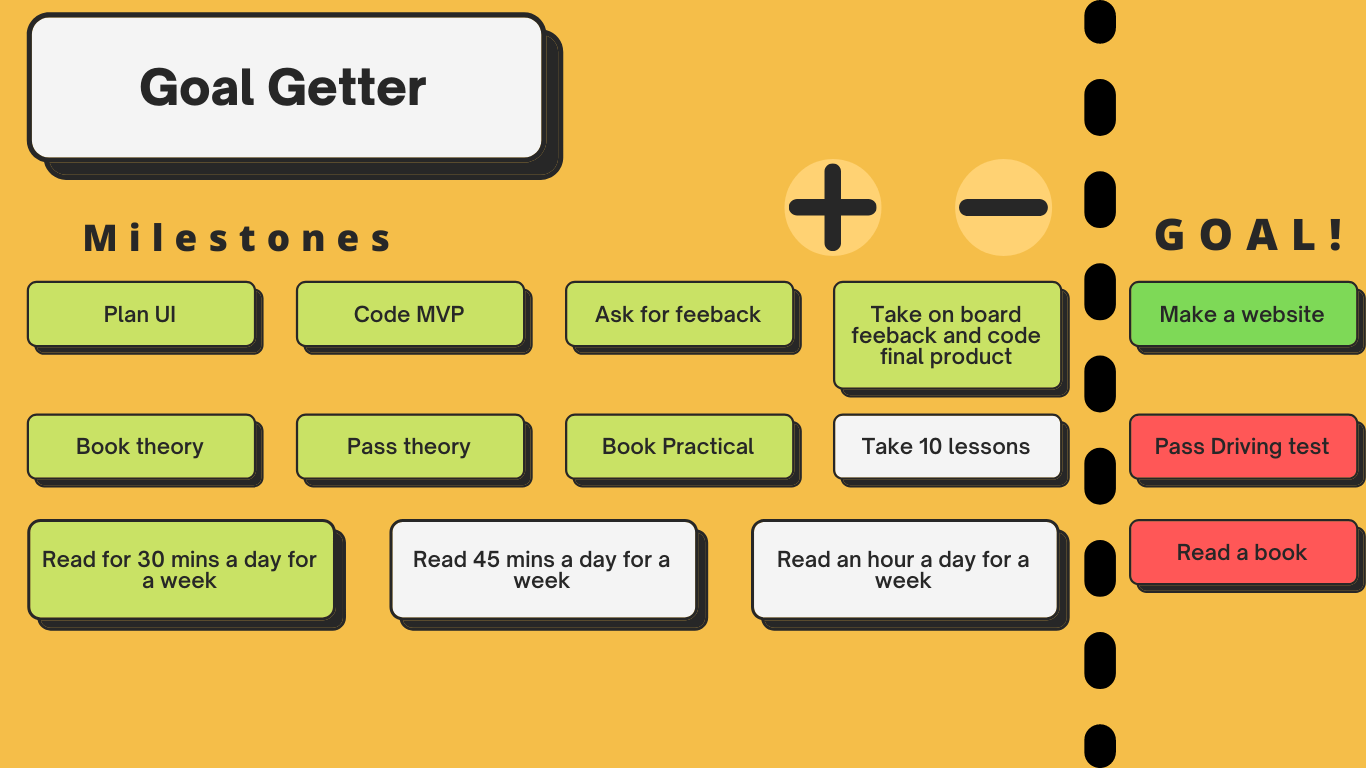 Goal Getter
Milestones
GOAL!
Plan UI
Code MVP
Ask for feeback
Take on board
feeback and code
final product
Make a website
Book theory
Pass theory
Book Practical
Take 10 lessons
Pass Driving test
Read for 30 mins a day for
a week
Read 45 mins a day for a
week
Read an hour a day for a
week
Read a book